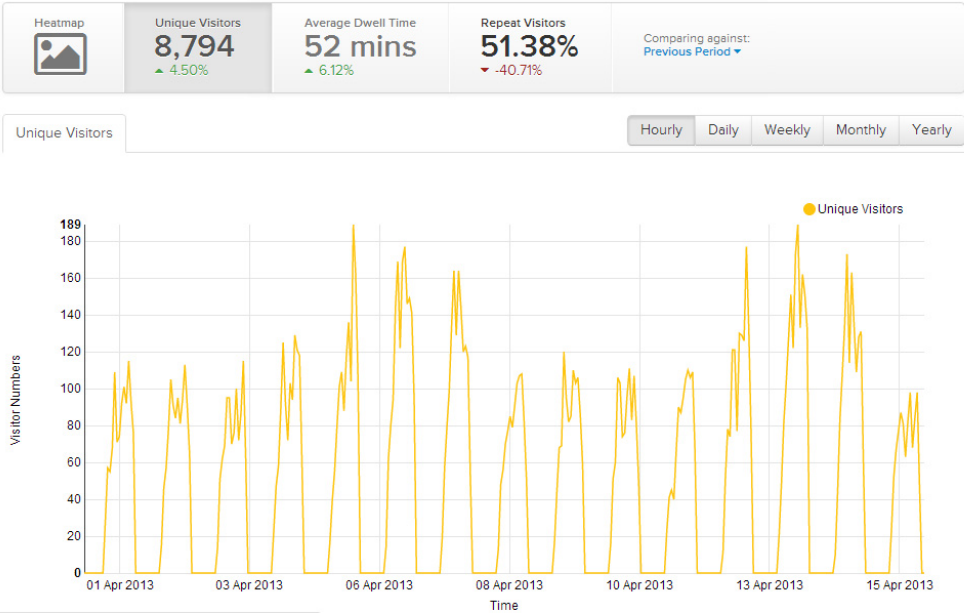 Heatmap
Unique Visitors
8,794
4.50%
Average Dwell Time
52 mins
6.12%
Repeat Visitors
51.38%
-40.71%
Comparing against:
Previous Period
Unique Visitors
Hourly Daily Weekly Monthly Yearly
Unique Visitors
189
180
160
140
120
100
80
60
40
20
0
Visitor Numbers
01 Apr 2013 03 Apr 2013 06 Apr 2013 08 Apr 2013 10 Apr 2013 13 Apr 2013 15 Apr 2013
Time